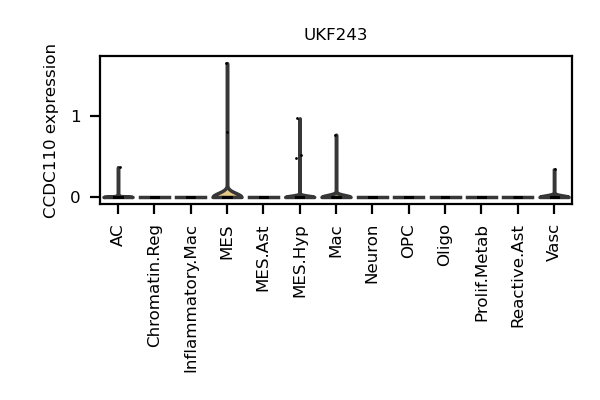 UKF243
CCDC110 expression
1
0
AC
Chromatin.Reg
Inflammatory.Mac
MES
MES.Ast
MES.Hyp
Mac
Neuron
OPC
Oligo
Prolif.Metab
Reactive.Ast
Vasc